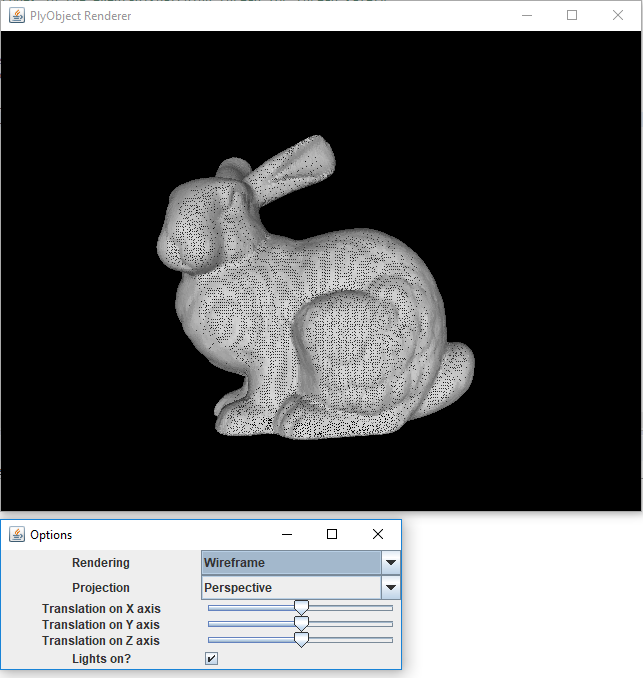 PlyObject Renderer
Options
Rendering Wireframe
Projection Perspective
Translation on X axis
Translation on Y axis
Translation on Z axis
Lights on?